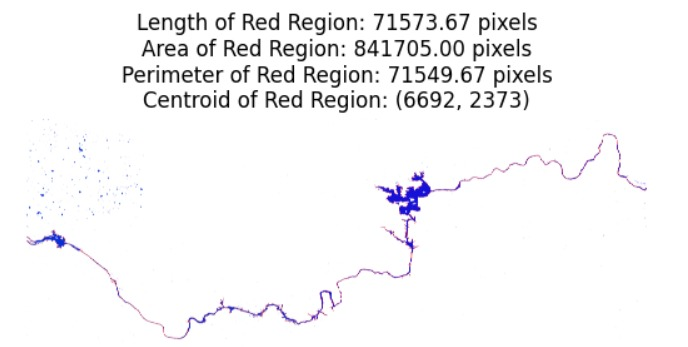 Length of Red Region: 71573.67 pixels
Area of Red Region: 841705.00 pixels
Perimeter of Red Region: 71549.67 pixels
Centroid of Red Region: (6692, 2373)